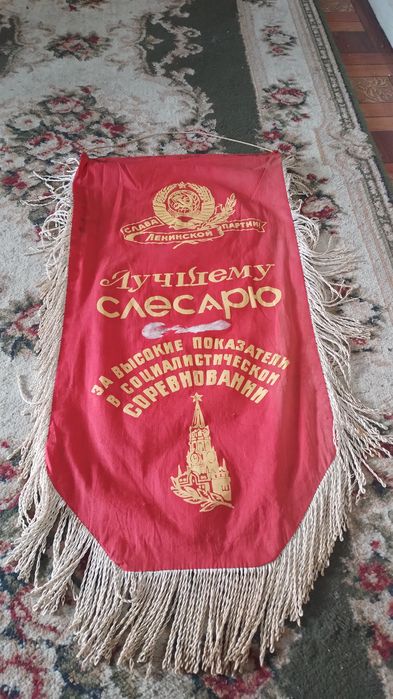 СЛАВА ЛЕНИНСКОЙ ПАРТИИ
Лучшему
СЛЕСАРЮ
ЗА ВЫСОКИЕ ПОКАЗАТЕЛИ
В СОЦИАЛИСТИЧЕСКОМ
СОРЕВНОВАНИИ